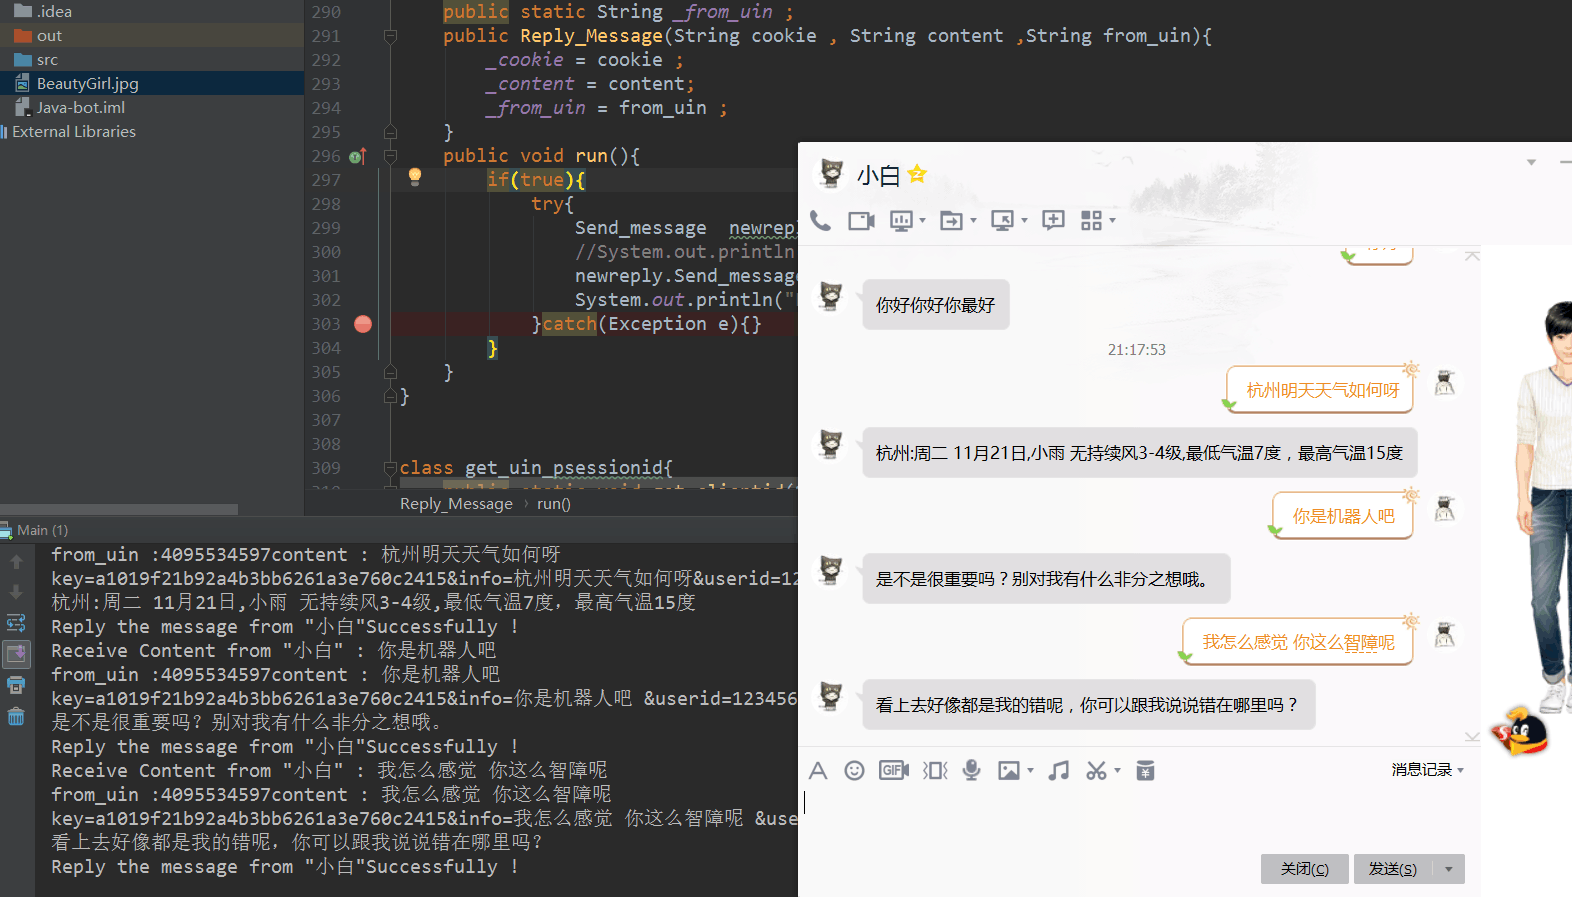 .idea
out
src
BeautyGirl.jpg
Java-bot.iml
External Libraries
290 public static String _from_uin ;
291 public Reply_Message(String cookie , String content ,String from_uin){
292 _cookie = cookie ;
293 _content = content;
294 _from_uin = from_uin ;
295 }
296 public void run(){
297 if(true){
298 try{
299 Send_message newrepl
300 //System.out.println
301 newreply.Send_messag
302 System.out.println("
303 }catch(Exception e){}
304 }
305 }
306 }
307
308
309 class get_uin_psessionid{
Reply_Message › run()
Main (1)
from_uin :4095534597content : 杭州明天天气如何呀
key=a1019f21b92a4b3bb6261a3e760c2415&info=杭州明天天气如何呀&userid=12
杭州:周二 11月21日,小雨 无持续风3-4级,最低气温7度，最高气温15度
Reply the message from "小白"Successfully !
Receive Content from "小白" : 你是机器人吧
from_uin :4095534597content : 你是机器人吧
key=a1019f21b92a4b3bb6261a3e760c2415&info=你是机器人吧 &userid=123456
是不是很重要吗？别对我有什么非分之想哦。
Reply the message from "小白"Successfully !
Receive Content from "小白" : 我怎么感觉 你这么智障呢
from_uin :4095534597content : 我怎么感觉 你这么智障呢
key=a1019f21b92a4b3bb6261a3e760c2415&info=我怎么感觉 你这么智障呢 &use
看上去好像都是我的错呢，你可以跟我说说错在哪里吗？
Reply the message from "小白"Successfully !
小白
你好你好你最好
21:17:53
杭州明天天气如何呀
杭州:周二 11月21日,小雨 无持续风3-4级,最低气温7度，最高气温15度
你是机器人吧
是不是很重要吗？别对我有什么非分之想哦。
我怎么感觉 你这么智障呢
看上去好像都是我的错呢，你可以跟我说说错在哪里吗？
GIF
消息记录
关闭(C) 发送(S)